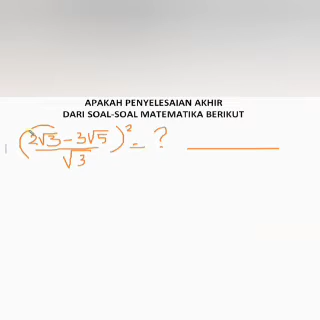 APAKAH PENYELESAIAN AKHIR
DARI SOAL-SOAL MATEMATIKA BERIKUT
(2√3 - 3√5 / √3)² = ?